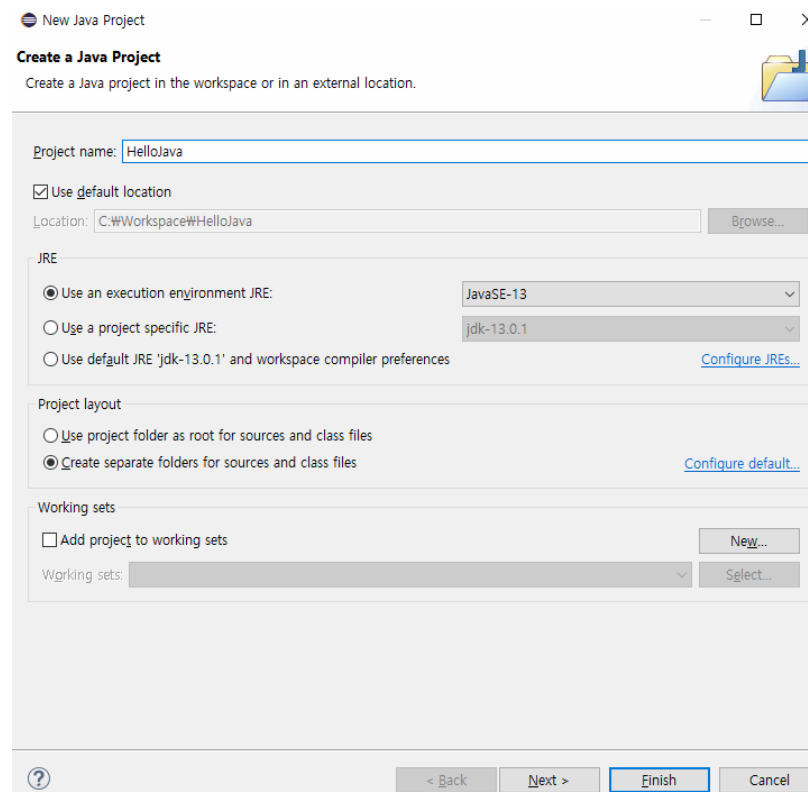 New Java Project
Create a Java Project
Create a Java project in the workspace or in an external location.
Project name: HelloJava
Use default location
Location: C:₩Workspace₩HelloJava Browse...
JRE
Use an execution environment JRE: JavaSE-13
Use a project specific JRE: jdk-13.0.1
Use default JRE 'jdk-13.0.1' and workspace compiler preferences Configure JREs...
Project layout
Use project folder as root for sources and class files
Create separate folders for sources and class files Configure default...
Working sets
Add project to working sets New...
Working sets: Select...
? < Back Next > Finish Cancel